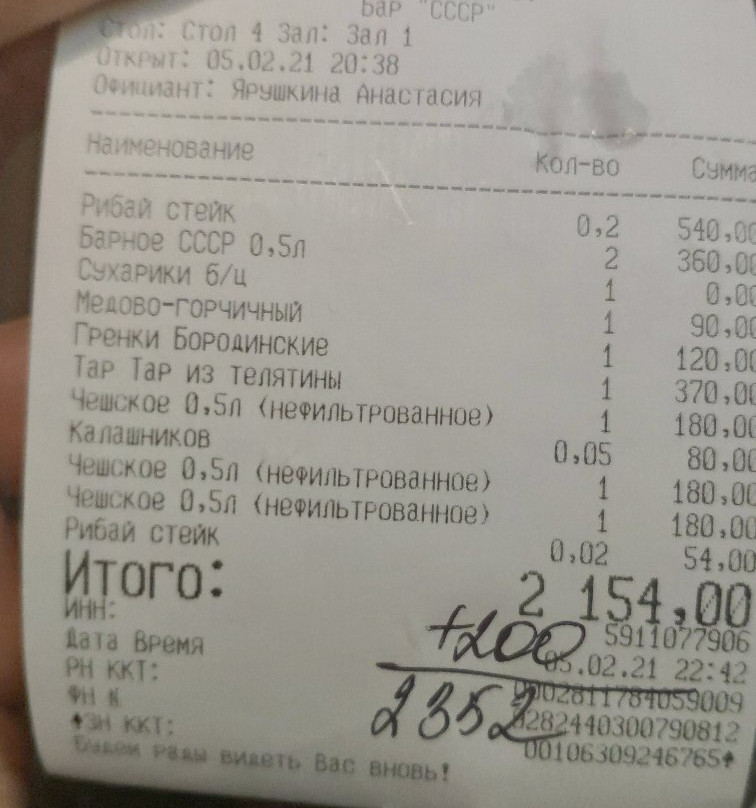 Бар "СССР"
Стол: Стол 4 Зал: Зал 1
Открыт: 05.02.21 20:38
Официант: Ярушкина Анастасия
Наименование Кол-во Сумма
Рибай стейк 0,2 540,00
Барное СССР 0,5л 2 360,00
Сухарики б/ц 1 0,00
Медово-горчичный 1 90,00
Гренки Бородинские 1 120,00
Тар Тар из телятины 1 370,00
Чешское 0,5л (нефильтрованное) 1 180,00
Калашников 0,05 80,00
Чешское 0,5л (нефильтрованное) 1 180,00
Чешское 0,5л (нефильтрованное) 1 180,00
Рибай стейк 0,02 54,00
Итого: 2 154,00
ИНН: 5911077906
+200
Дата Время 05.02.21 22:42
РН ККТ: 0002811784059009
2352
ФН № 9282440300790812
ЗН ККТ: 00106309246765
Будем рады видеть Вас вновь!